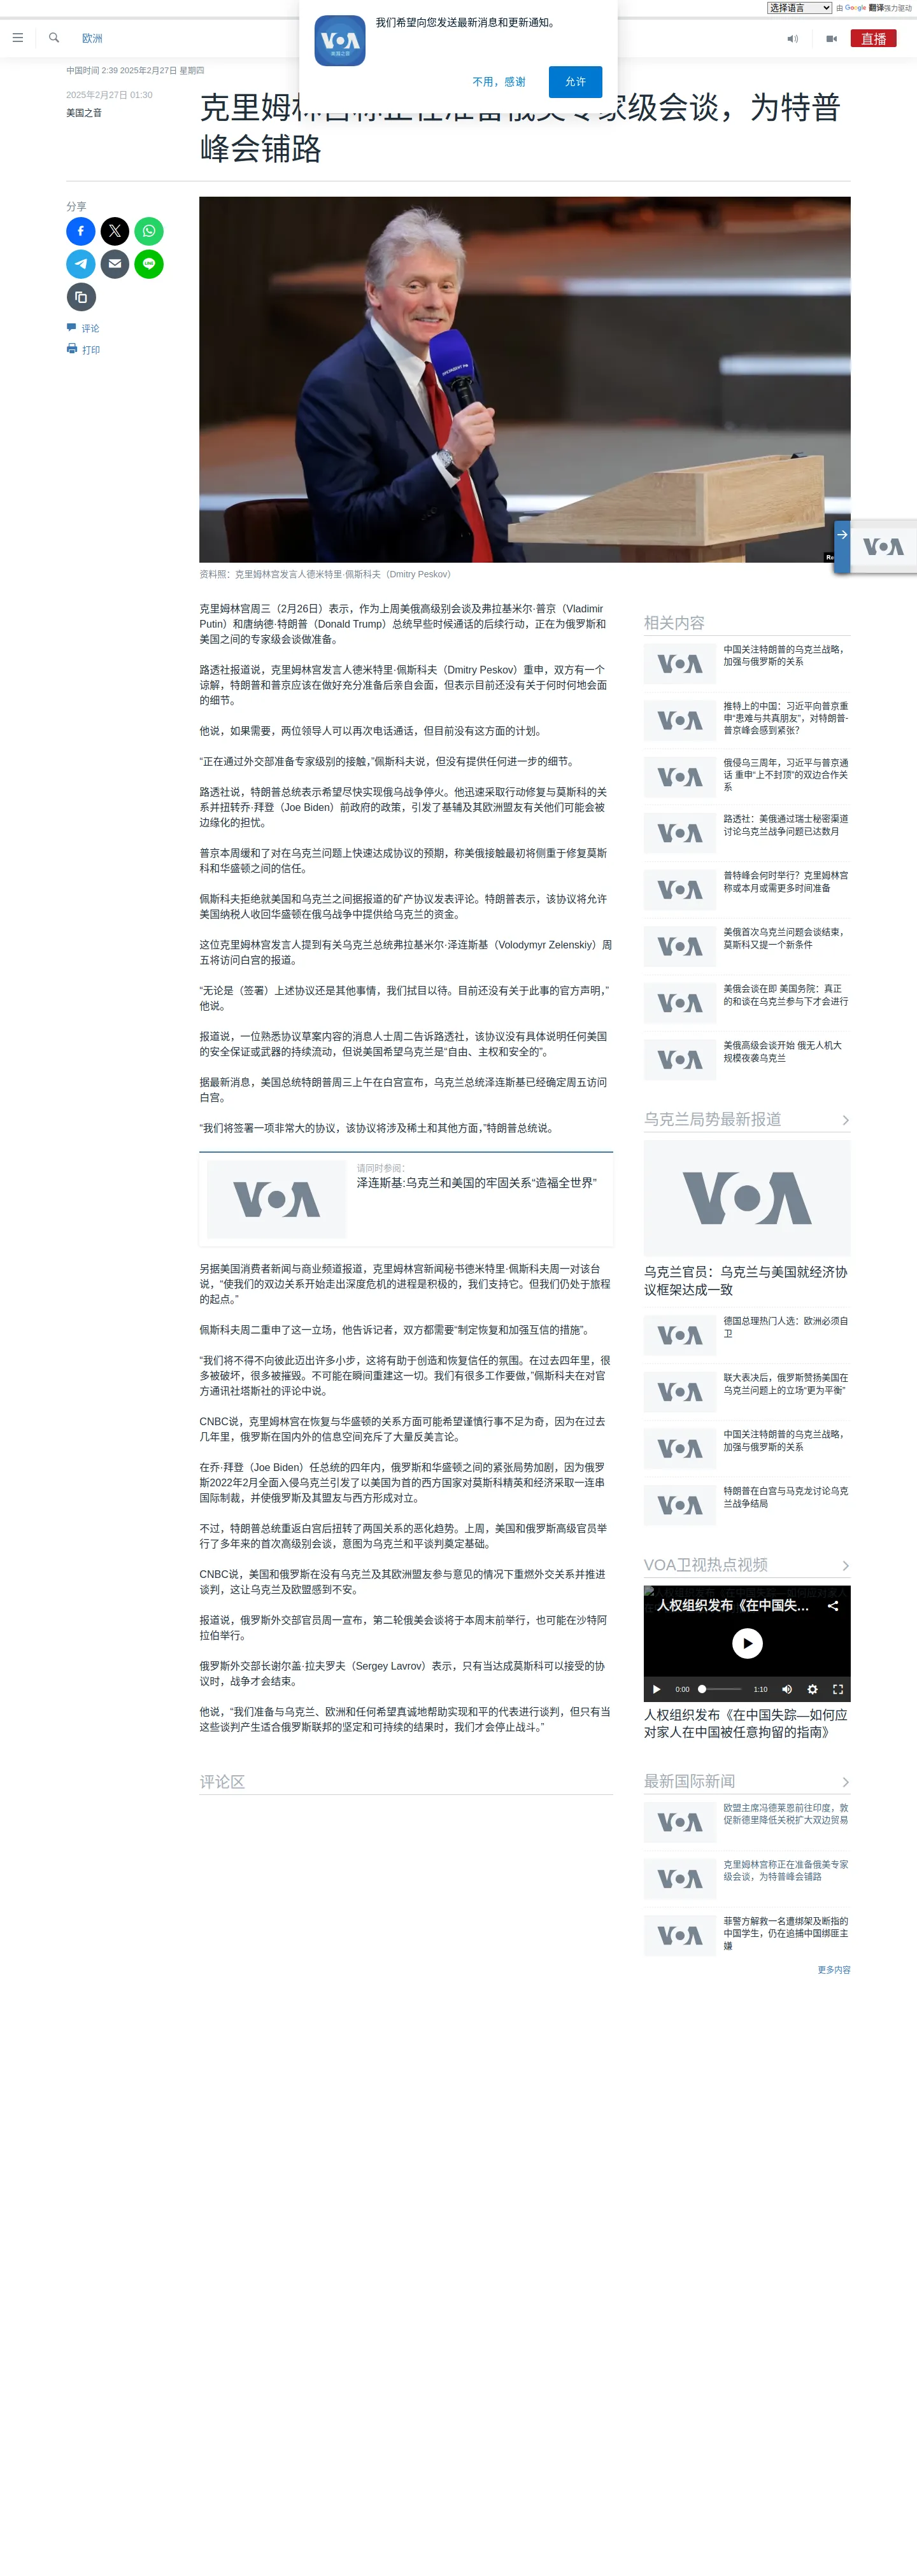 选择语言
由 Google 翻译强力驱动
欧洲
直播
我们希望向您发送最新消息和更新通知。
VOA
美国之音
不用，感谢
允许
中国时间 2:39 2025年2月27日 星期四
2025年2月27日 01:30
美国之音
家级会谈，为特普
峰会铺路
分享
评论
打印
资料照：克里姆林宫发言人德米特里·佩斯科夫（Dmitry Peskov）
VOA
克里姆林宫周三（2月26日）表示，作为上周美俄高级别会谈及弗拉基米尔·普京（Vladimir
Putin）和唐纳德·特朗普（Donald Trump）总统早些时候通话的后续行动，正在为俄罗斯和
美国之间的专家级会谈做准备。
路透社报道说，克里姆林宫发言人德米特里·佩斯科夫（Dmitry Peskov）重申，双方有一个
谅解，特朗普和普京应该在做好充分准备后亲自会面，但表示目前还没有关于何时何地会面
的细节。
他说，如果需要，两位领导人可以再次电话通话，但目前没有这方面的计划。
“正在通过外交部准备专家级别的接触，”佩斯科夫说，但没有提供任何进一步的细节。
路透社说，特朗普总统表示希望尽快实现俄乌战争停火。他迅速采取行动修复与莫斯科的关
系并扭转乔·拜登（Joe Biden）前政府的政策，引发了基辅及其欧洲盟友有关他们可能会被
边缘化的担忧。
普京本周缓和了对在乌克兰问题上快速达成协议的预期，称美俄接触最初将侧重于修复莫斯
科和华盛顿之间的信任。
佩斯科夫拒绝就美国和乌克兰之间据报道的矿产协议发表评论。特朗普表示，该协议将允许
美国纳税人收回华盛顿在俄乌战争中提供给乌克兰的资金。
这位克里姆林宫发言人提到有关乌克兰总统弗拉基米尔·泽连斯基（Volodymyr Zelenskiy）周
五将访问白宫的报道。
“无论是（签署）上述协议还是其他事情，我们拭目以待。目前还没有关于此事的官方声明，”
他说。
报道说，一位熟悉协议草案内容的消息人士周二告诉路透社，该协议没有具体说明任何美国
的安全保证或武器的持续流动，但说美国希望乌克兰是“自由、主权和安全的”。
据最新消息，美国总统特朗普周三上午在白宫宣布，乌克兰总统泽连斯基已经确定周五访问
白宫。
“我们将签署一项非常大的协议，该协议将涉及稀土和其他方面，”特朗普总统说。
VOA
请同时参阅：
泽连斯基:乌克兰和美国的牢固关系“造福全世界”
另据美国消费者新闻与商业频道报道，克里姆林宫新闻秘书德米特里·佩斯科夫周一对该台
说，“使我们的双边关系开始走出深度危机的进程是积极的，我们支持它。但我们仍处于旅程
的起点。”
佩斯科夫周二重申了这一立场，他告诉记者，双方都需要“制定恢复和加强互信的措施”。
“我们将不得不向彼此迈出许多小步，这将有助于创造和恢复信任的氛围。在过去四年里，很
多被破坏，很多被摧毁。不可能在瞬间重建这一切。我们有很多工作要做，”佩斯科夫在对官
方通讯社塔斯社的评论中说。
CNBC说，克里姆林宫在恢复与华盛顿的关系方面可能希望谨慎行事不足为奇，因为在过去
几年里，俄罗斯在国内外的信息空间充斥了大量反美言论。
在乔·拜登（Joe Biden）任总统的四年内，俄罗斯和华盛顿之间的紧张局势加剧，因为俄罗
斯2022年2月全面入侵乌克兰引发了以美国为首的西方国家对莫斯科精英和经济采取一连串
国际制裁，并使俄罗斯及其盟友与西方形成对立。
不过，特朗普总统重返白宫后扭转了两国关系的恶化趋势。上周，美国和俄罗斯高级官员举
行了多年来的首次高级别会谈，意图为乌克兰和平谈判奠定基础。
CNBC说，美国和俄罗斯在没有乌克兰及其欧洲盟友参与意见的情况下重燃外交关系并推进
谈判，这让乌克兰及欧盟感到不安。
报道说，俄罗斯外交部官员周一宣布，第二轮俄美会谈将于本周末前举行，也可能在沙特阿
拉伯举行。
俄罗斯外交部长谢尔盖·拉夫罗夫（Sergey Lavrov）表示，只有当达成莫斯科可以接受的协
议时，战争才会结束。
他说，“我们准备与乌克兰、欧洲和任何希望真诚地帮助实现和平的代表进行谈判，但只有当
这些谈判产生适合俄罗斯联邦的坚定和可持续的结果时，我们才会停止战斗。”
评论区
相关内容
中国关注特朗普的乌克兰战略，
加强与俄罗斯的关系
推特上的中国：习近平向普京重
申“患难与共真朋友”，对特朗普-
普京峰会感到紧张？
俄侵乌三周年，习近平与普京通
话 重申“上不封顶”的双边合作关
系
路透社：美俄通过瑞士秘密渠道
讨论乌克兰战争问题已达数月
普特峰会何时举行？克里姆林宫
称或本月或需更多时间准备
美俄首次乌克兰问题会谈结束，
莫斯科又提一个新条件
美俄会谈在即 美国务院：真正
的和谈在乌克兰参与下才会进行
美俄高级会谈开始 俄无人机大
规模夜袭乌克兰
乌克兰局势最新报道
VOA
乌克兰官员：乌克兰与美国就经济协
议框架达成一致
德国总理热门人选：欧洲必须自
卫
联大表决后，俄罗斯赞扬美国在
乌克兰问题上的立场“更为平衡”
中国关注特朗普的乌克兰战略，
加强与俄罗斯的关系
特朗普在白宫与马克龙讨论乌克
兰战争结局
VOA卫视热点视频
人权组织发布《在中国失...
0:00
1:10
人权组织发布《在中国失踪—如何应
对家人在中国被任意拘留的指南》
最新国际新闻
欧盟主席冯德莱恩前往印度，敦
促新德里降低关税扩大双边贸易
克里姆林宫称正在准备俄美专家
级会谈，为特普峰会铺路
菲警方解救一名遭绑架及断指的
中国学生，仍在追捕中国绑匪主
嫌
更多内容